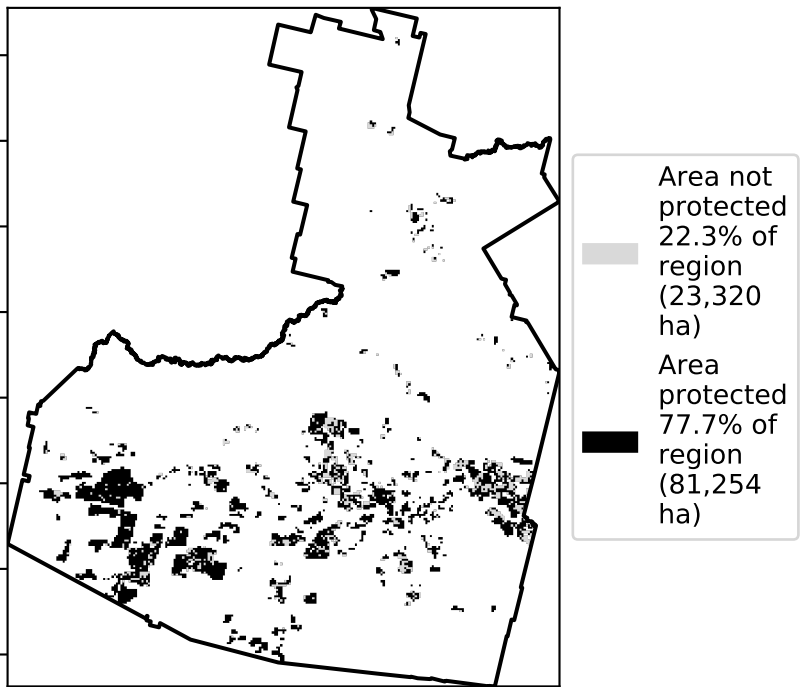 Area not
protected
22.3% of
region
(23,320
ha)
Area
protected
77.7% of
region
(81,254
ha)